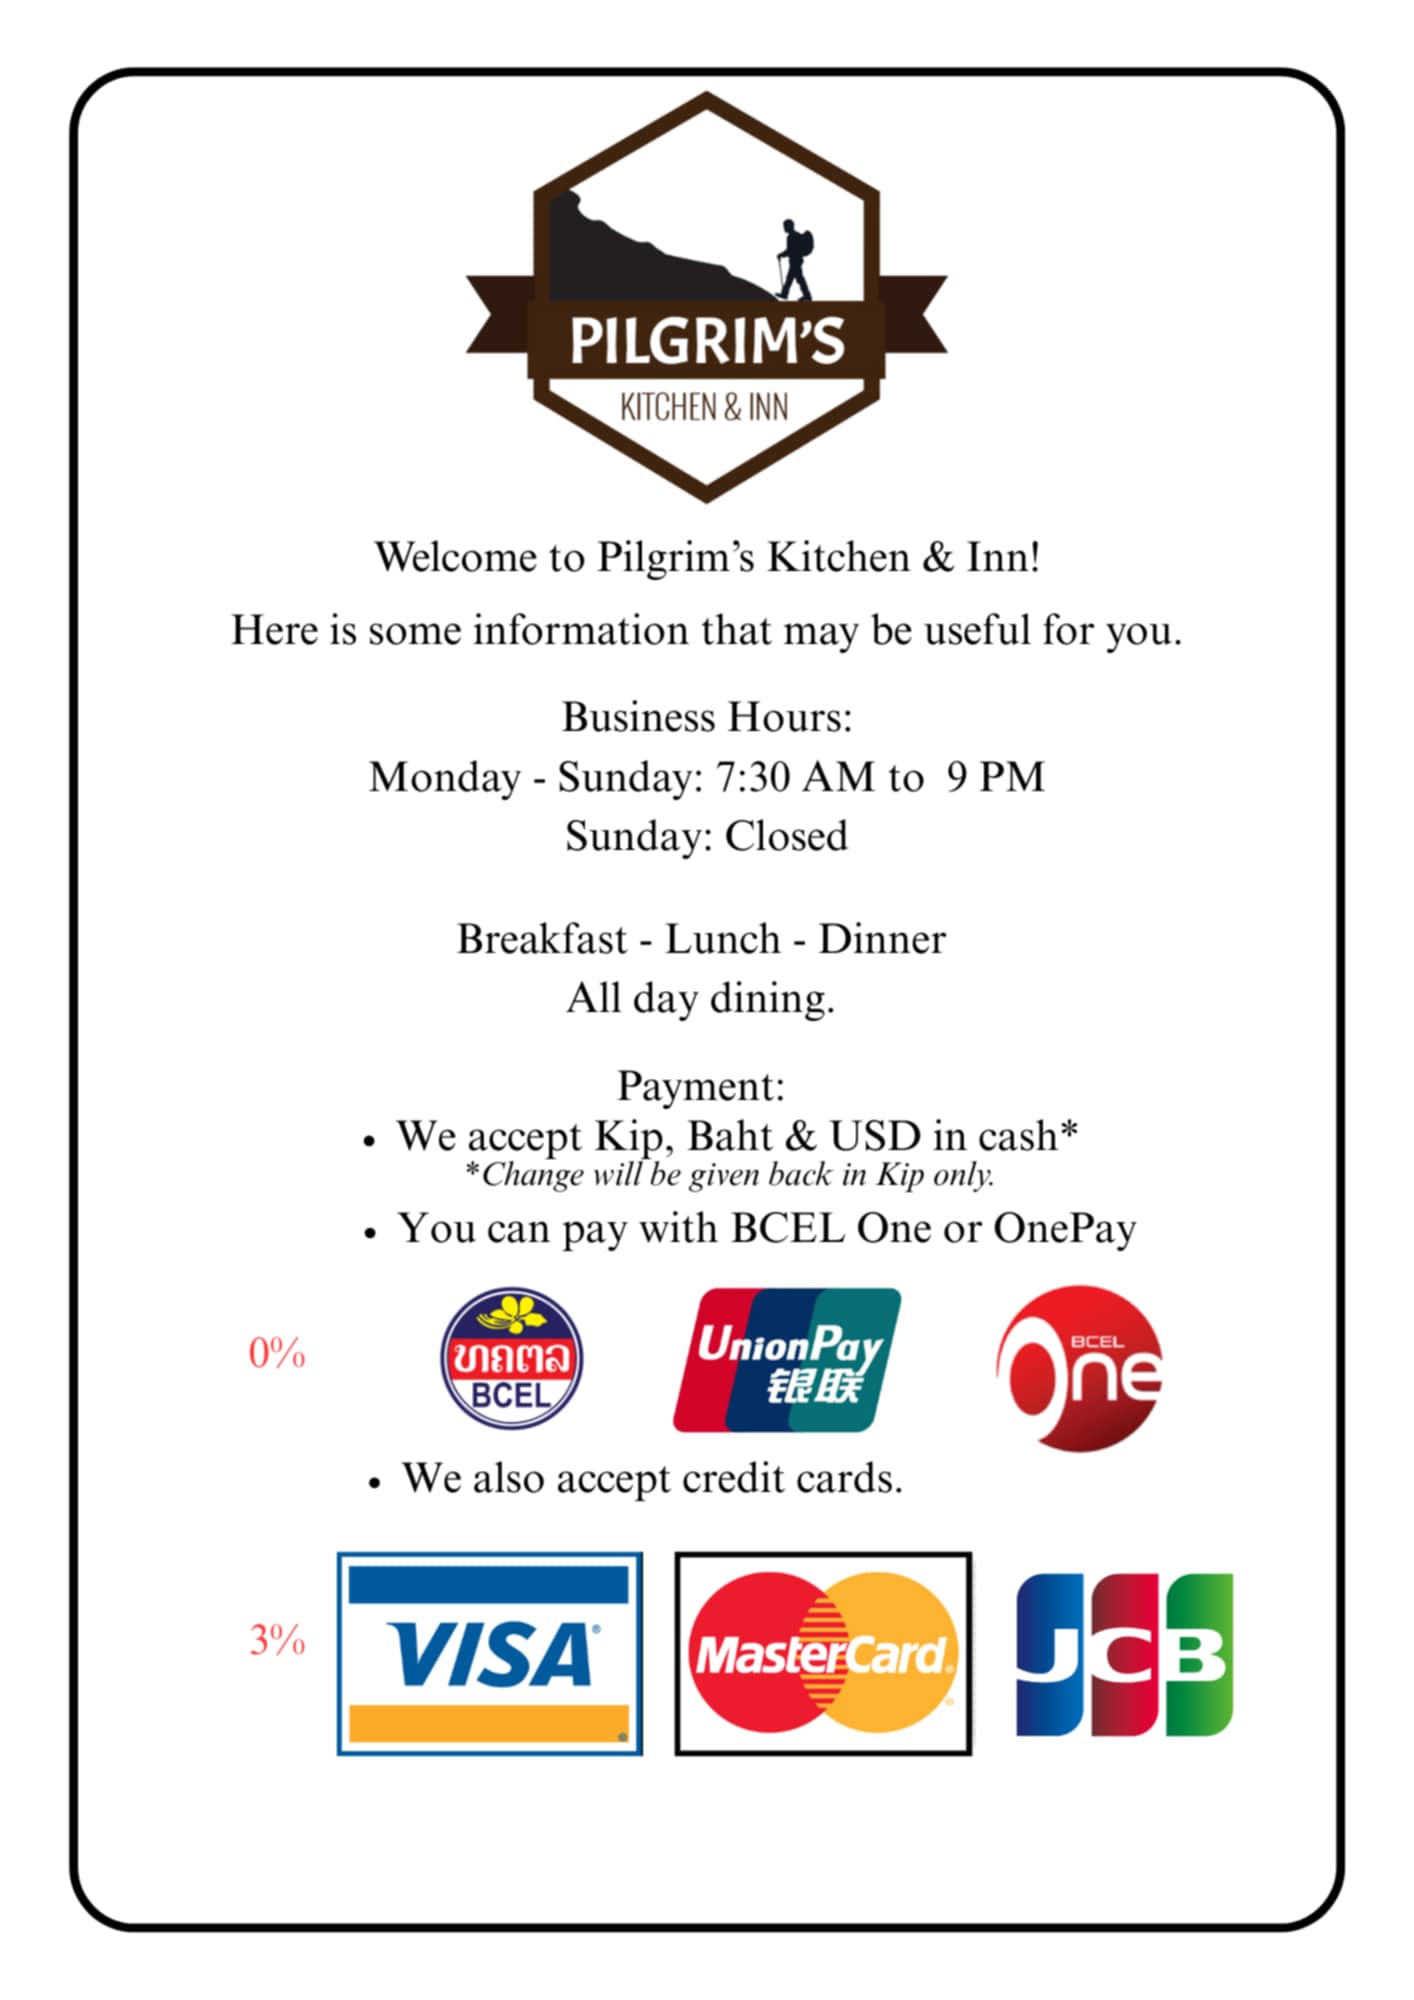 PILGRIM'S
KITCHEN & INN
Welcome to Pilgrim's Kitchen & Inn!
Here is some information that may be useful for you.
Business Hours:
Monday - Sunday: 7:30 AM to 9 PM
Sunday: Closed
Breakfast - Lunch - Dinner
All day dining.
Payment:
• We accept Kip, Baht & USD in cash*
*Change will be given back in Kip only.
• You can pay with BCEL One or OnePay
0%
ທຄຕລ
BCEL
UnionPay
银联
BCEL
One
• We also accept credit cards.
3%
VISA®
MasterCard®
JCB